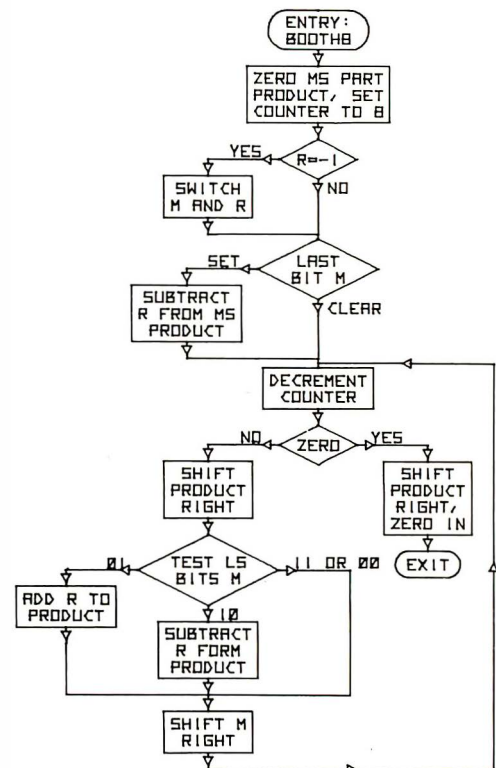 ENTRY:
BOOTH8
ZERO MS PART
PRODUCT, SET
COUNTER TO 8
YES
R=-1
SWITCH
M AND R
NO
SET
LAST
BIT M
SUBTRACT
R FROM MS
PRODUCT
CLEAR
DECREMENT
COUNTER
NO
ZERO
YES
SHIFT
PRODUCT
RIGHT
SHIFT
PRODUCT
RIGHT,
ZERO IN
EXIT
01
TEST LS
BITS M
11 OR 00
ADD R TO
PRODUCT
10
SUBTRACT
R FORM
PRODUCT
SHIFT M
RIGHT